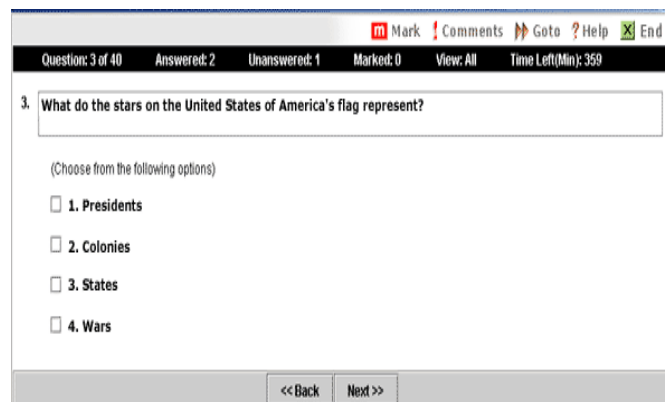 m Mark ! Comments Goto ? Help X End
Question: 3 of 40 Answered: 2 Unanswered: 1 Marked: 0 View: All Time Left(Min): 359
3. What do the stars on the United States of America's flag represent?
(Choose from the following options)
1. Presidents
2. Colonies
3. States
4. Wars
<< Back Next >>